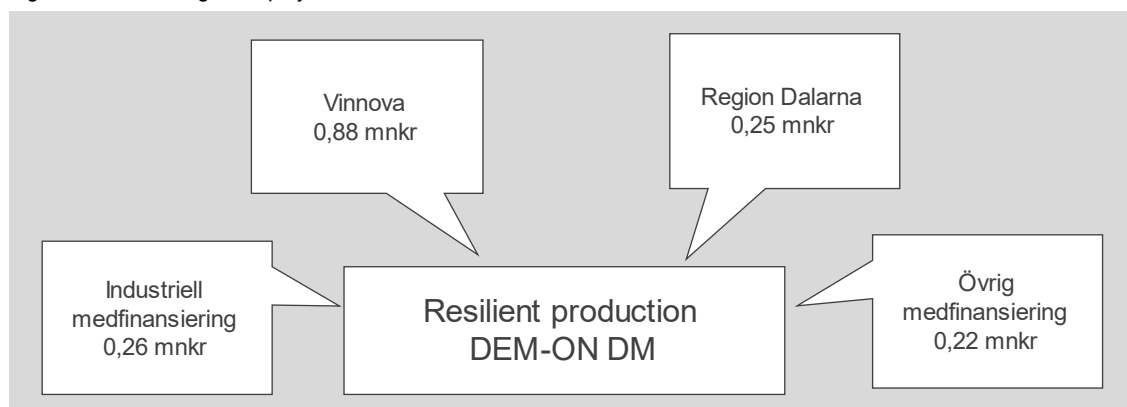 Vinnova
0,88 mnkr
Region Dalarna
0,25 mnkr
Industriell
medfinansiering
0,26 mnkr
Resilient production
DEM-ON DM
Övrig
medfinansiering
0,22 mnkr